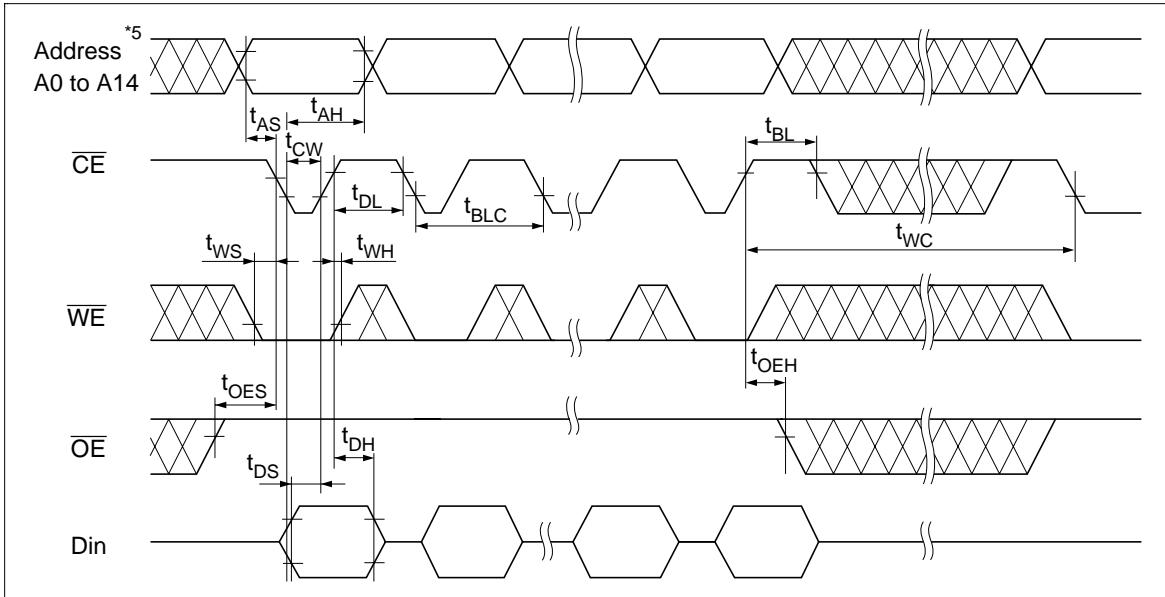 Address *5
A0 to A14
tAS
tAH
tCW
tBL
CE
tDL
tBLC
tWC
tWS
tWH
WE
tOEH
tOES
OE
tDH
tDS
Din